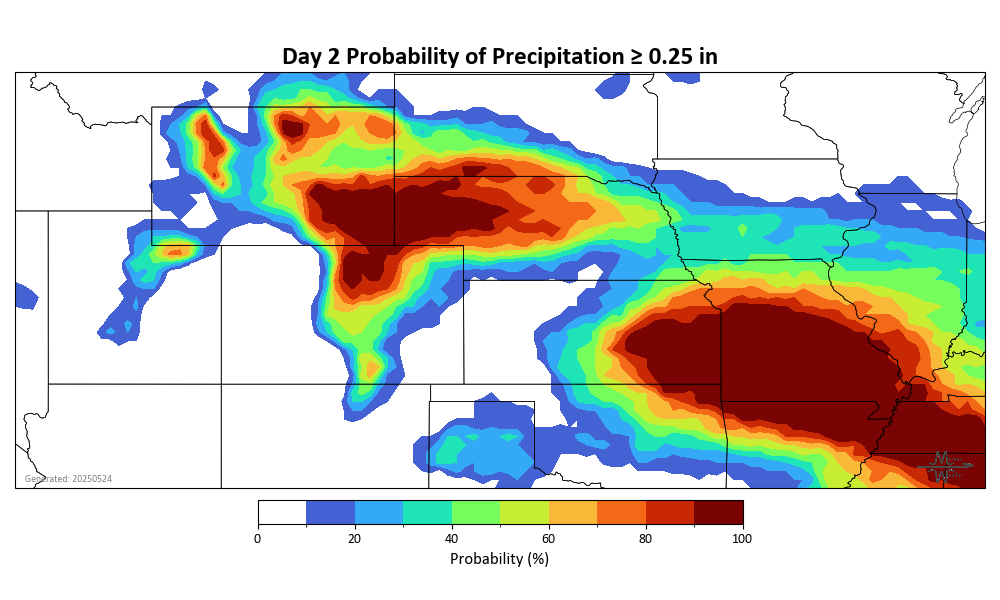 Day 2 Probability of Precipitation ≥ 0.25 in
Generated: 20250524
0 20 40 60 80 100
Probability (%)